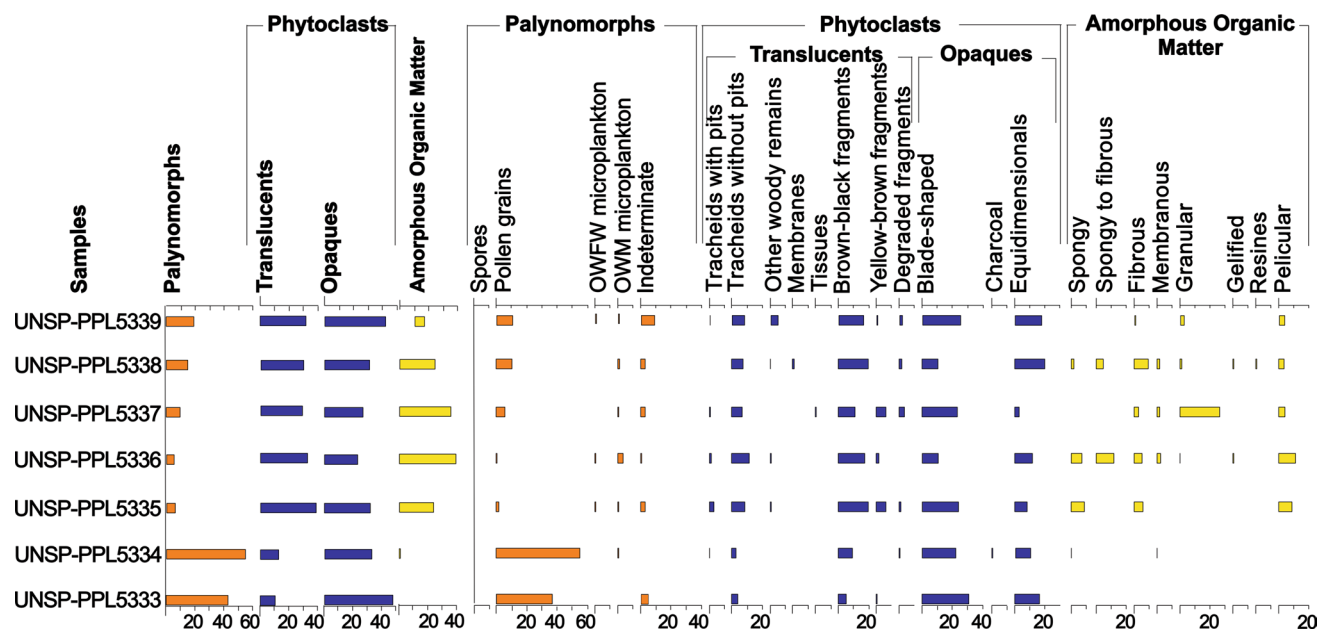 Phytoclasts
Palynomorphs
Phytoclasts
Amorphous Organic
Matter
Translucents
Opaques
Samples
Palynomorphs
Translucents
Opaques
Amorphous Organic Matter
Spores
Pollen grains
OWFW microplankton
OWM microplankton
Indeterminate
Tracheids with pits
Tracheids without pits
Other woody remains
Membranes
Tissues
Brown-black fragments
Yellow-brown fragments
Degraded fragments
Blade-shaped
Charcoal
Equidimensionals
Spongy
Spongy to fibrous
Fibrous
Membranous
Granular
Gelified
Resines
Pelicular
UNSP-PPL5339
UNSP-PPL5338
UNSP-PPL5337
UNSP-PPL5336
UNSP-PPL5335
UNSP-PPL5334
UNSP-PPL5333
20 40 60 20 40 20 40 20 40 20 40 60 20 20 20 40 20 20 20 20